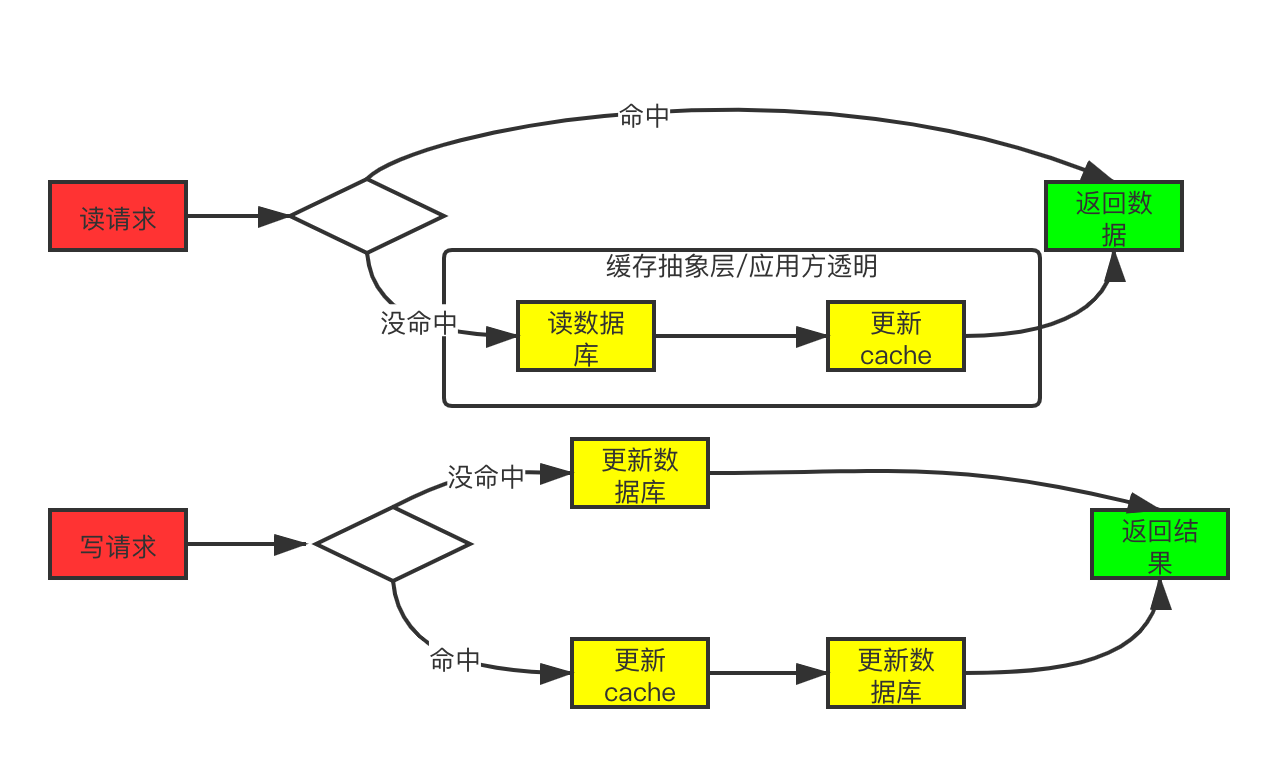 命中
读请求
返回数
据
缓存抽象层/应用方透明
没命中
读数据
库
更新
cache
没命中
更新数
据库
写请求
返回结
果
命中
更新
cache
更新数
据库